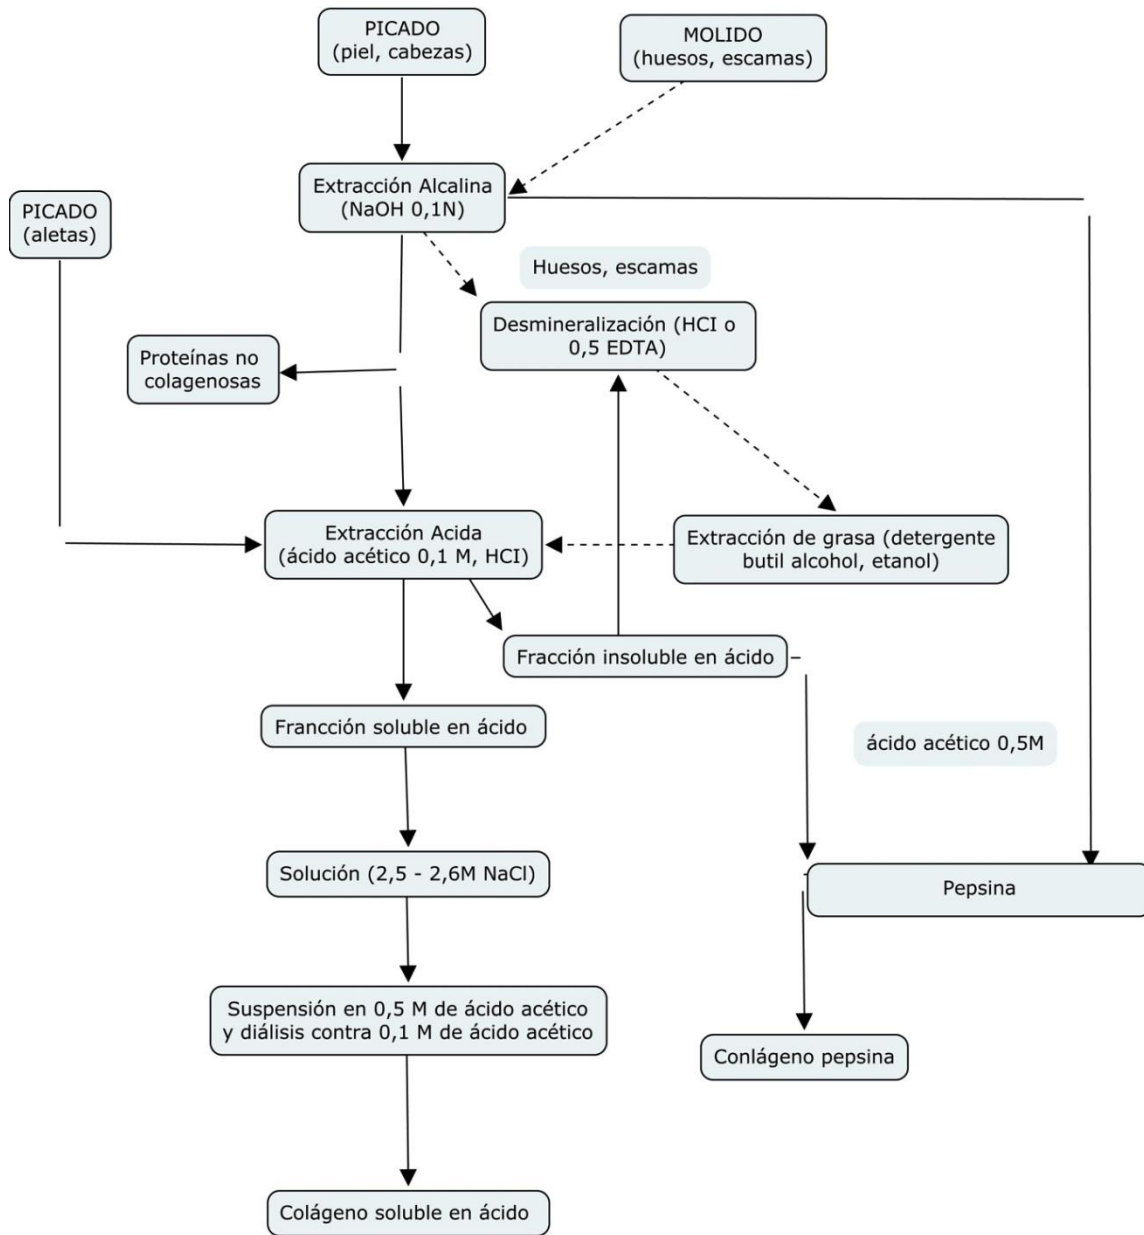 PICADO
(piel, cabezas)
MOLIDO
(huesos, escamas)
Extracción Alcalina
(NaOH 0,1N)
PICADO
(aletas)
Huesos, escamas
Desmineralización (HCI o
0,5 EDTA)
Proteínas no
colagenosas
Extracción Acida
(ácido acético 0,1 M, HCI)
Extracción de grasa (detergente
butil alcohol, etanol)
Fracción insoluble en ácido
Francción soluble en ácido
ácido acético 0,5M
Solución (2,5 - 2,6M NaCl)
Pepsina
Suspensión en 0,5 M de ácido acético
y diálisis contra 0,1 M de ácido acético
Conlágeno pepsina
Colágeno soluble en ácido